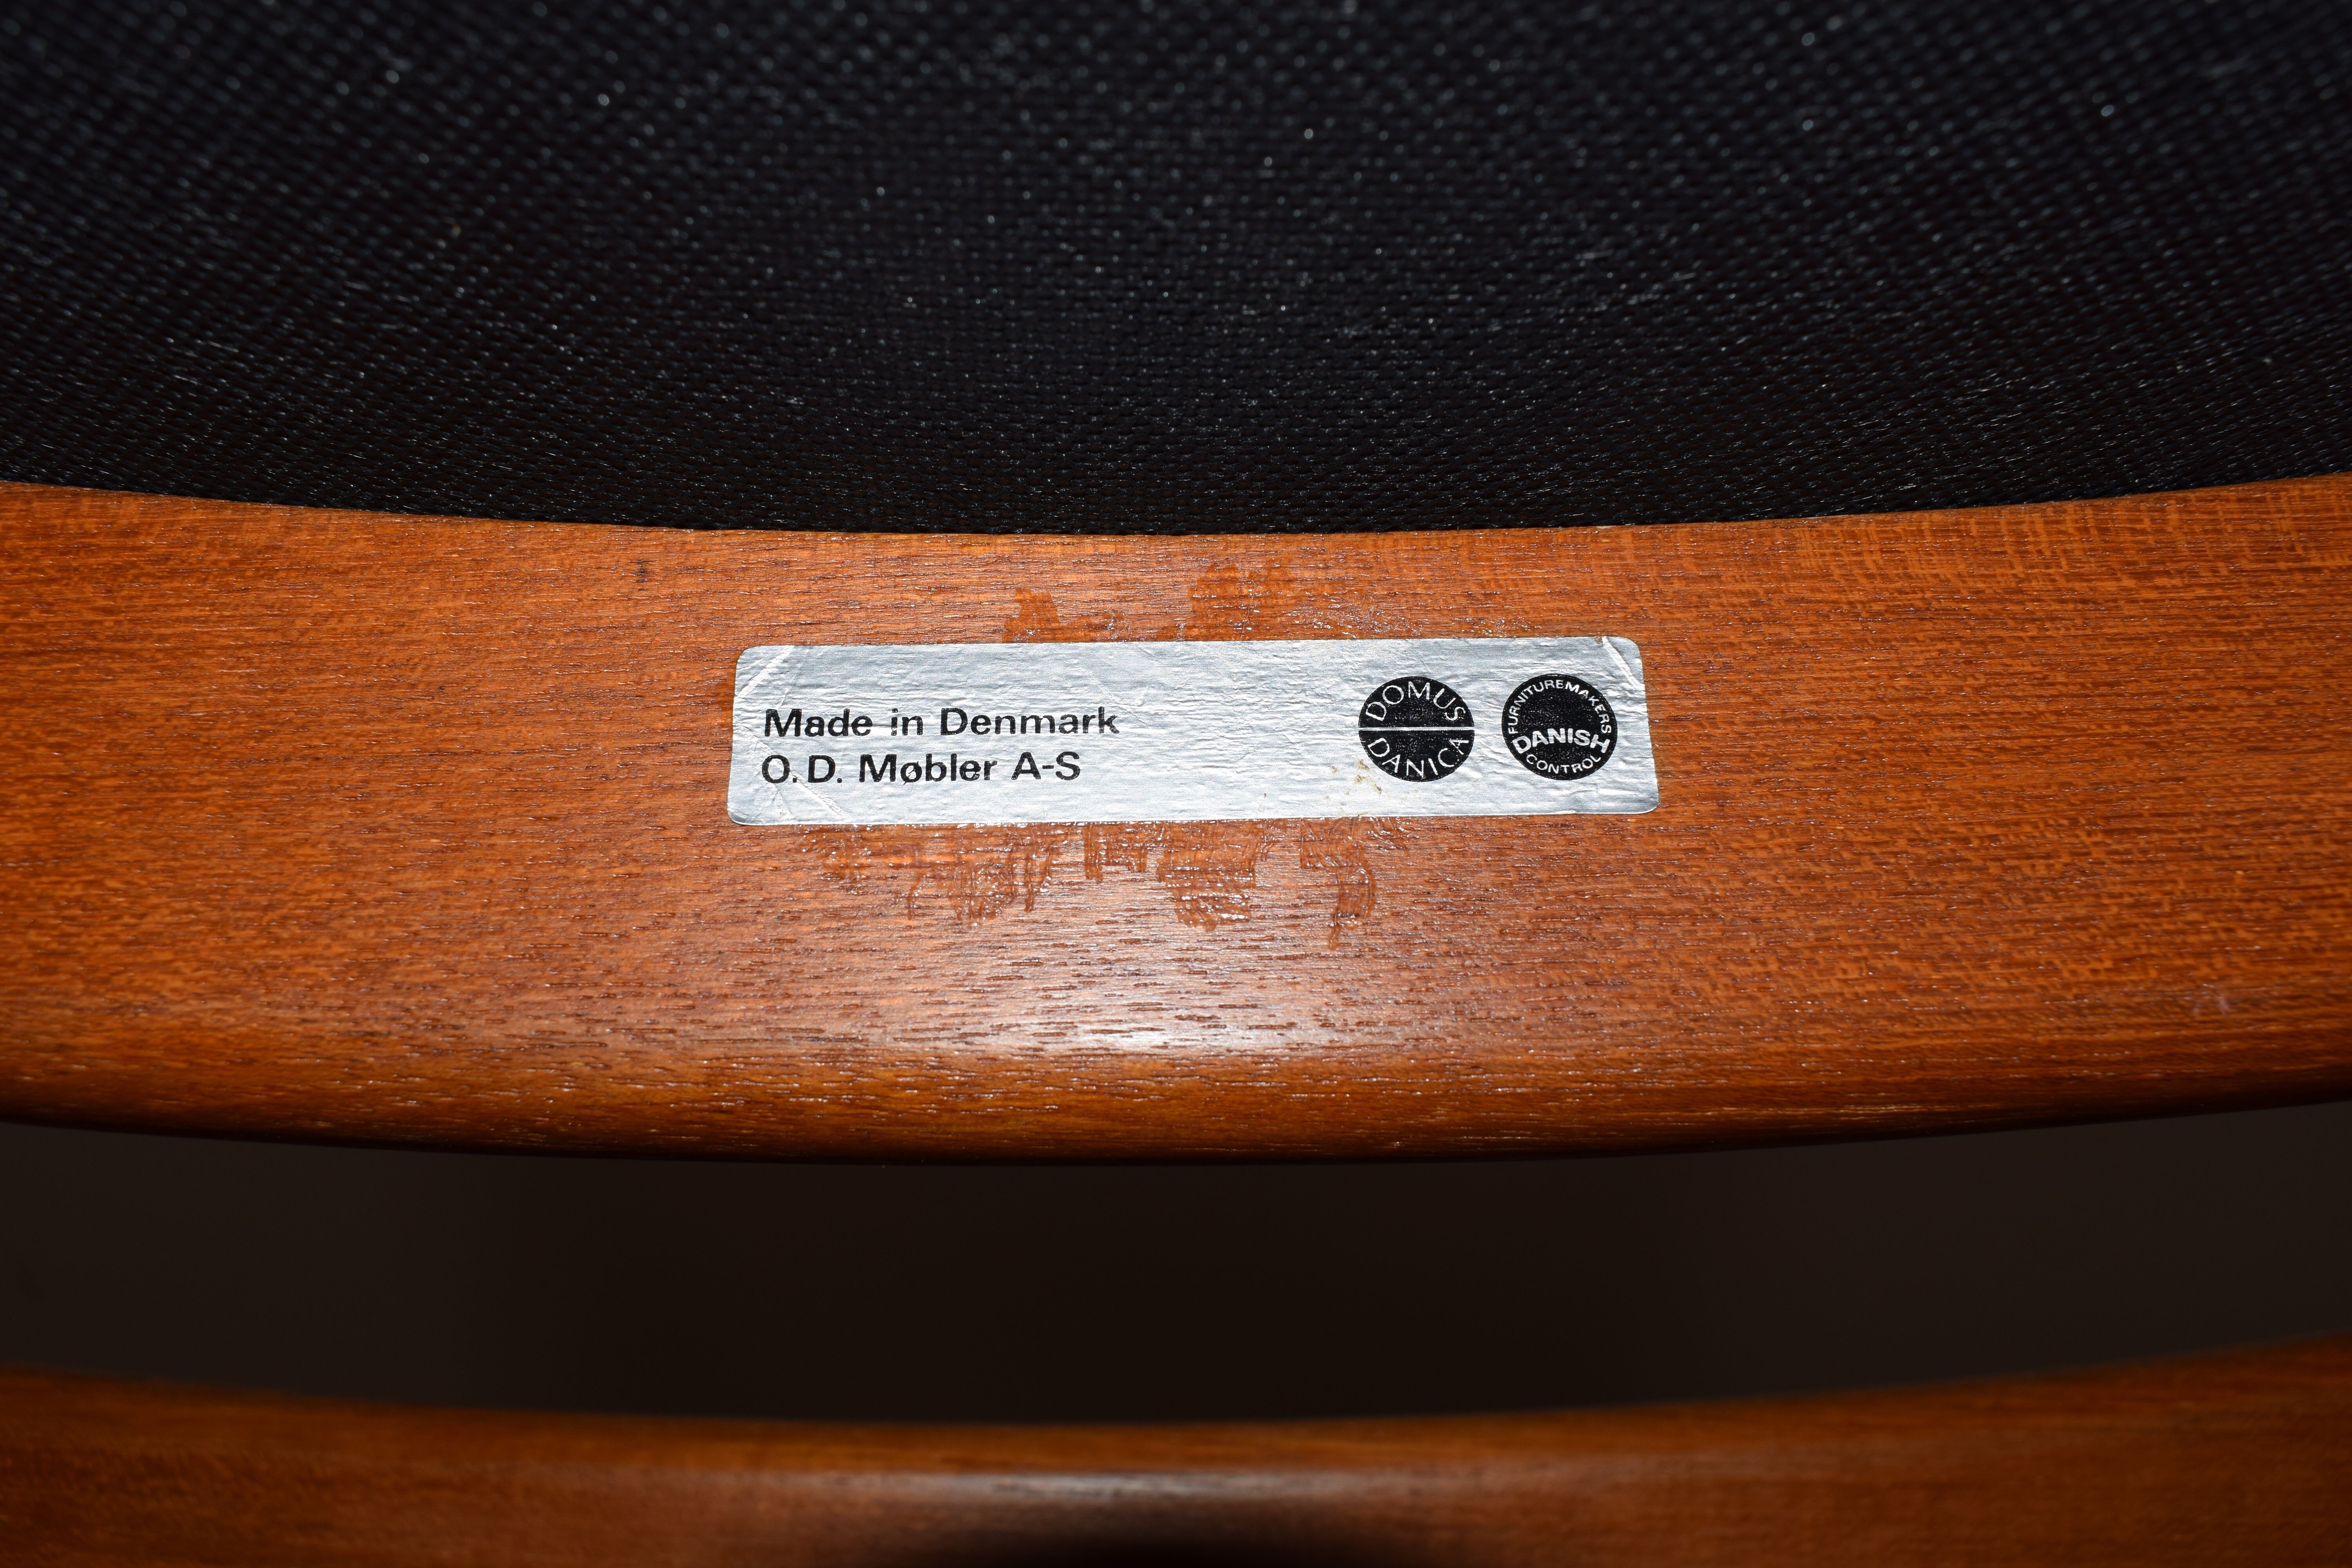 Made in Denmark
O.D. Møbler A-S
DOMUS
DANICA
FURNITUREMAKERS
DANISH
CONTROL